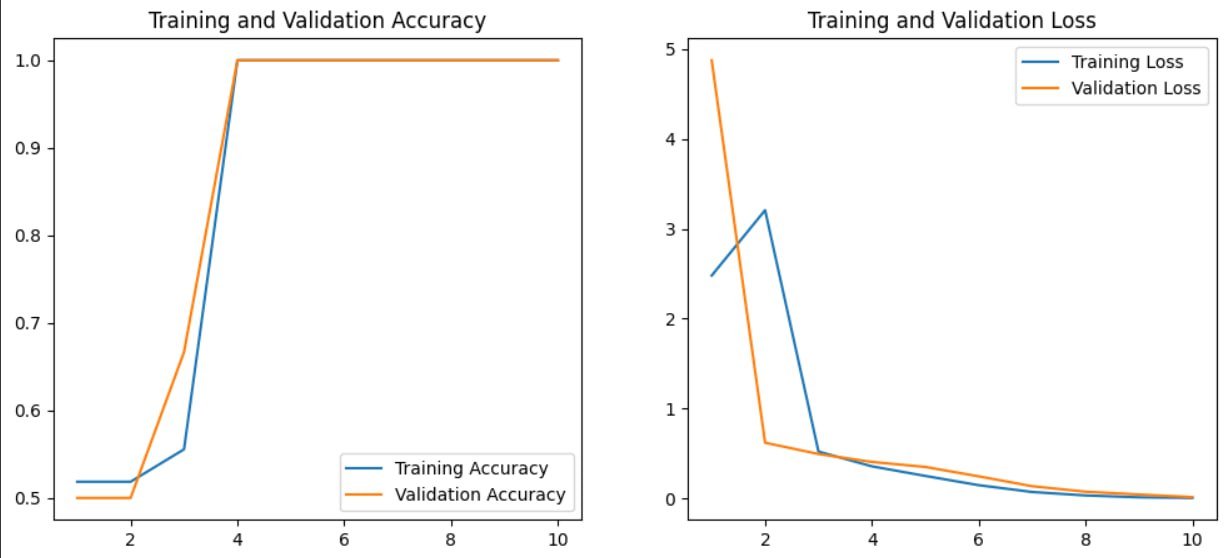 Training and Validation Accuracy
1.0
0.9
0.8
0.7
0.6
0.5
Training Accuracy
Validation Accuracy
2 4 6 8 10
Training and Validation Loss
5
4
3
2
1
0
Training Loss
Validation Loss
2 4 6 8 10